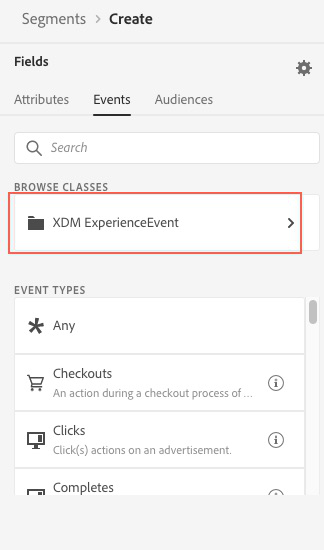 Segments > Create
Fields
Attributes Events Audiences
Search
BROWSE CLASSES
XDM ExperienceEvent
EVENT TYPES
Any
Checkouts
An action during a checkout process of ...
Clicks
Click(s) actions on an advertisement.
Completes